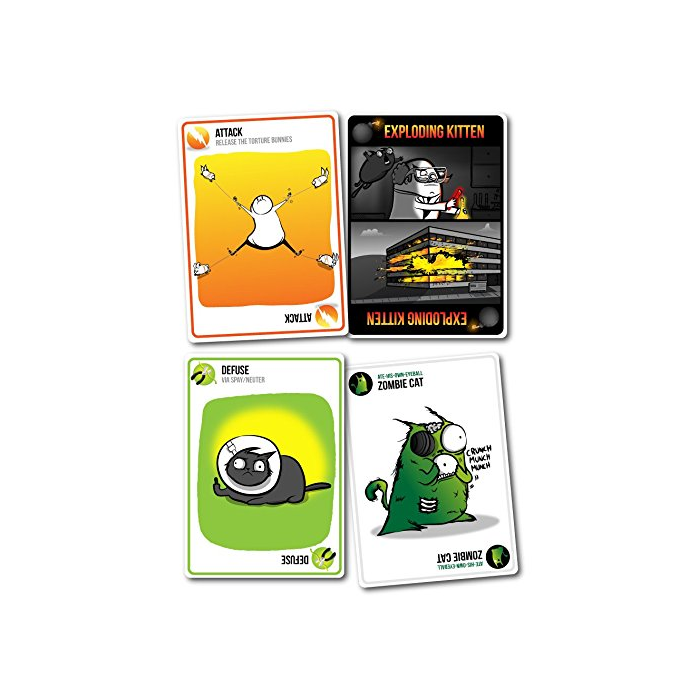 ATTACK
RELEASE THE TORTURE BUNNIES
ATTACK
EXPLODING KITTEN
EXPLODING KITTEN
DEFUSE
VIA SPAY/NEUTER
DEFUSE
ATE-HIS-OWN-EYEBALL
ZOMBIE CAT
CRUNCH
MUNCH
MUNCH
ZOMBIE CAT
ATE-HIS-OWN-EYEBALL